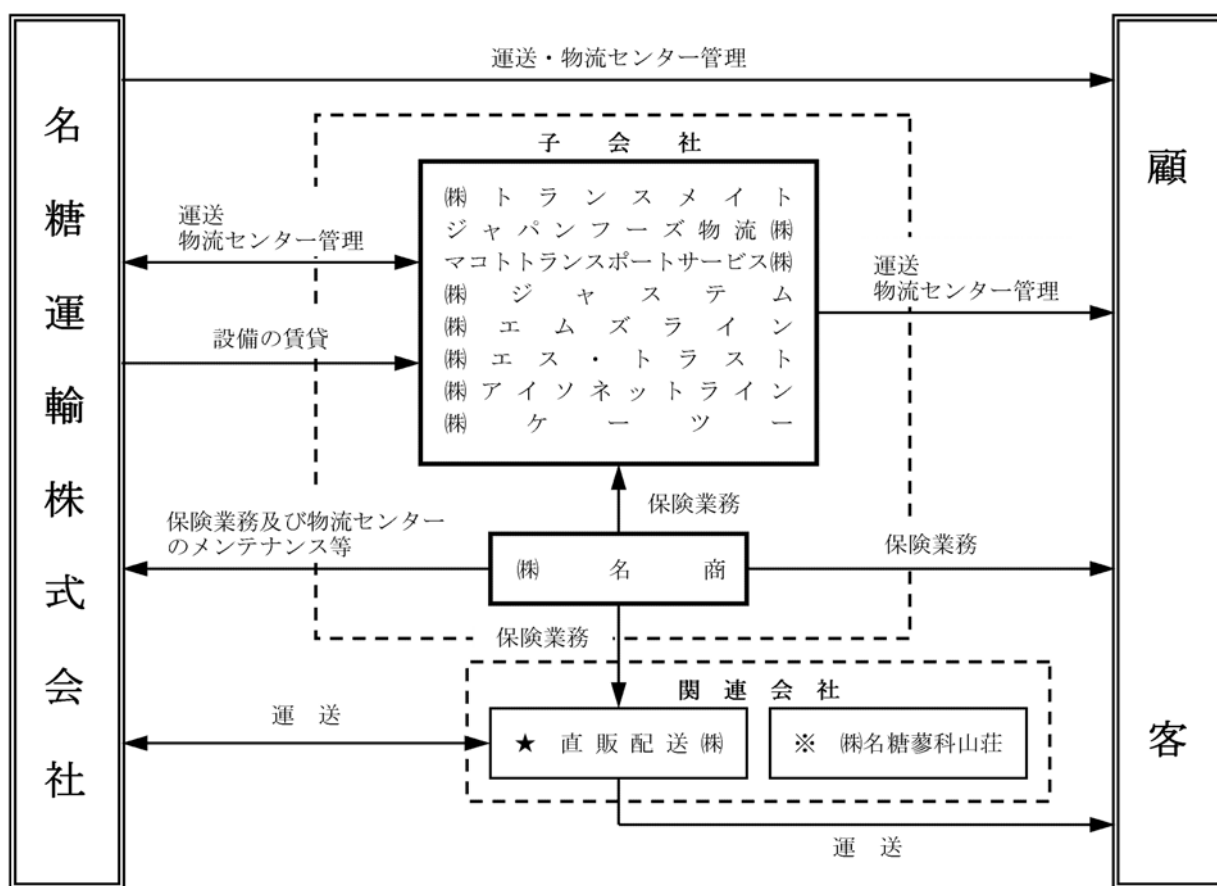 名糖運輸株式会社
運送・物流センター管理
顧客
子会社
㈱トランスメイト
ジャパンフーズ物流㈱
マコトトランスポートサービス㈱
㈱ジャステム
㈱エムズライン
㈱エス・トラスト
㈱アイソネットライン
㈱ケーツー
運送
物流センター管理
設備の賃貸
運送
物流センター管理
保険業務
保険業務及び物流センター
のメンテナンス等
㈱名商
保険業務
保険業務
関連会社
運送
★ 直販配送㈱
※ ㈱名糖蓼科山荘
運送